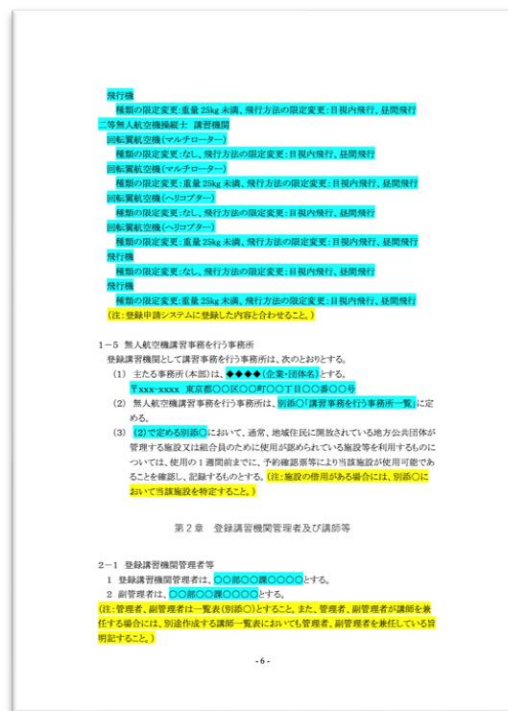 飛行機
種類の限定変更:重量 25kg 未満、飛行方法の限定変更:目視内飛行、昼間飛行
二等無人航空機操縦士 講習機関
回転翼航空機(マルチローター)
種類の限定変更:なし、飛行方法の限定変更:目視内飛行、昼間飛行
回転翼航空機(マルチローター)
種類の限定変更:重量 25kg 未満、飛行方法の限定変更:目視内飛行、昼間飛行
回転翼航空機(ヘリコプター)
種類の限定変更:なし、飛行方法の限定変更:目視内飛行、昼間飛行
回転翼航空機(ヘリコプター)
種類の限定変更:重量 25kg 未満、飛行方法の限定変更:目視内飛行、昼間飛行
飛行機
種類の限定変更:なし、飛行方法の限定変更:目視内飛行、昼間飛行
飛行機
種類の限定変更:重量 25kg 未満、飛行方法の限定変更:目視内飛行、昼間飛行
(注:登録申請システムに登録した内容と合わせること。)
1-5 無人航空機講習事務を行う事務所
登録講習機関として講習事務を行う事務所は、次のとおりとする。
(1) 主たる事務所(本部)は、◆◆◆◆(企業・団体名)とする。
〒xxx-xxxx 東京都〇〇区〇〇町〇〇丁目〇〇番〇〇号
(2) 無人航空機講習事務を行う事務所は、別添〇「講習事務を行う事務所一覧」に定
める。
(3) (2)で定める別添〇において、通常、地域住民に開放されている地方公共団体が
管理する施設又は組合員のために使用が認められている施設等を利用するものに
ついては、使用の1週間前までに、予約確認票等により当該施設が使用可能であ
ることを確認し、記録するものとする。(注:施設の借用がある場合には、別添〇に
おいて当該施設を特定すること。)
第2章 登録講習機関管理者及び講師等
2-1 登録講習機関管理者等
1 登録講習機関管理者は、〇〇部〇〇課〇〇〇〇とする。
2 副管理者は、〇〇部〇〇課〇〇〇〇とする。
(注:管理者、副管理者は一覧表(別添〇)とすること。また、管理者、副管理者が講師を兼
任する場合には、別途作成する講師一覧表においても管理者、副管理者を兼任している旨
明記すること。)
- 6 -